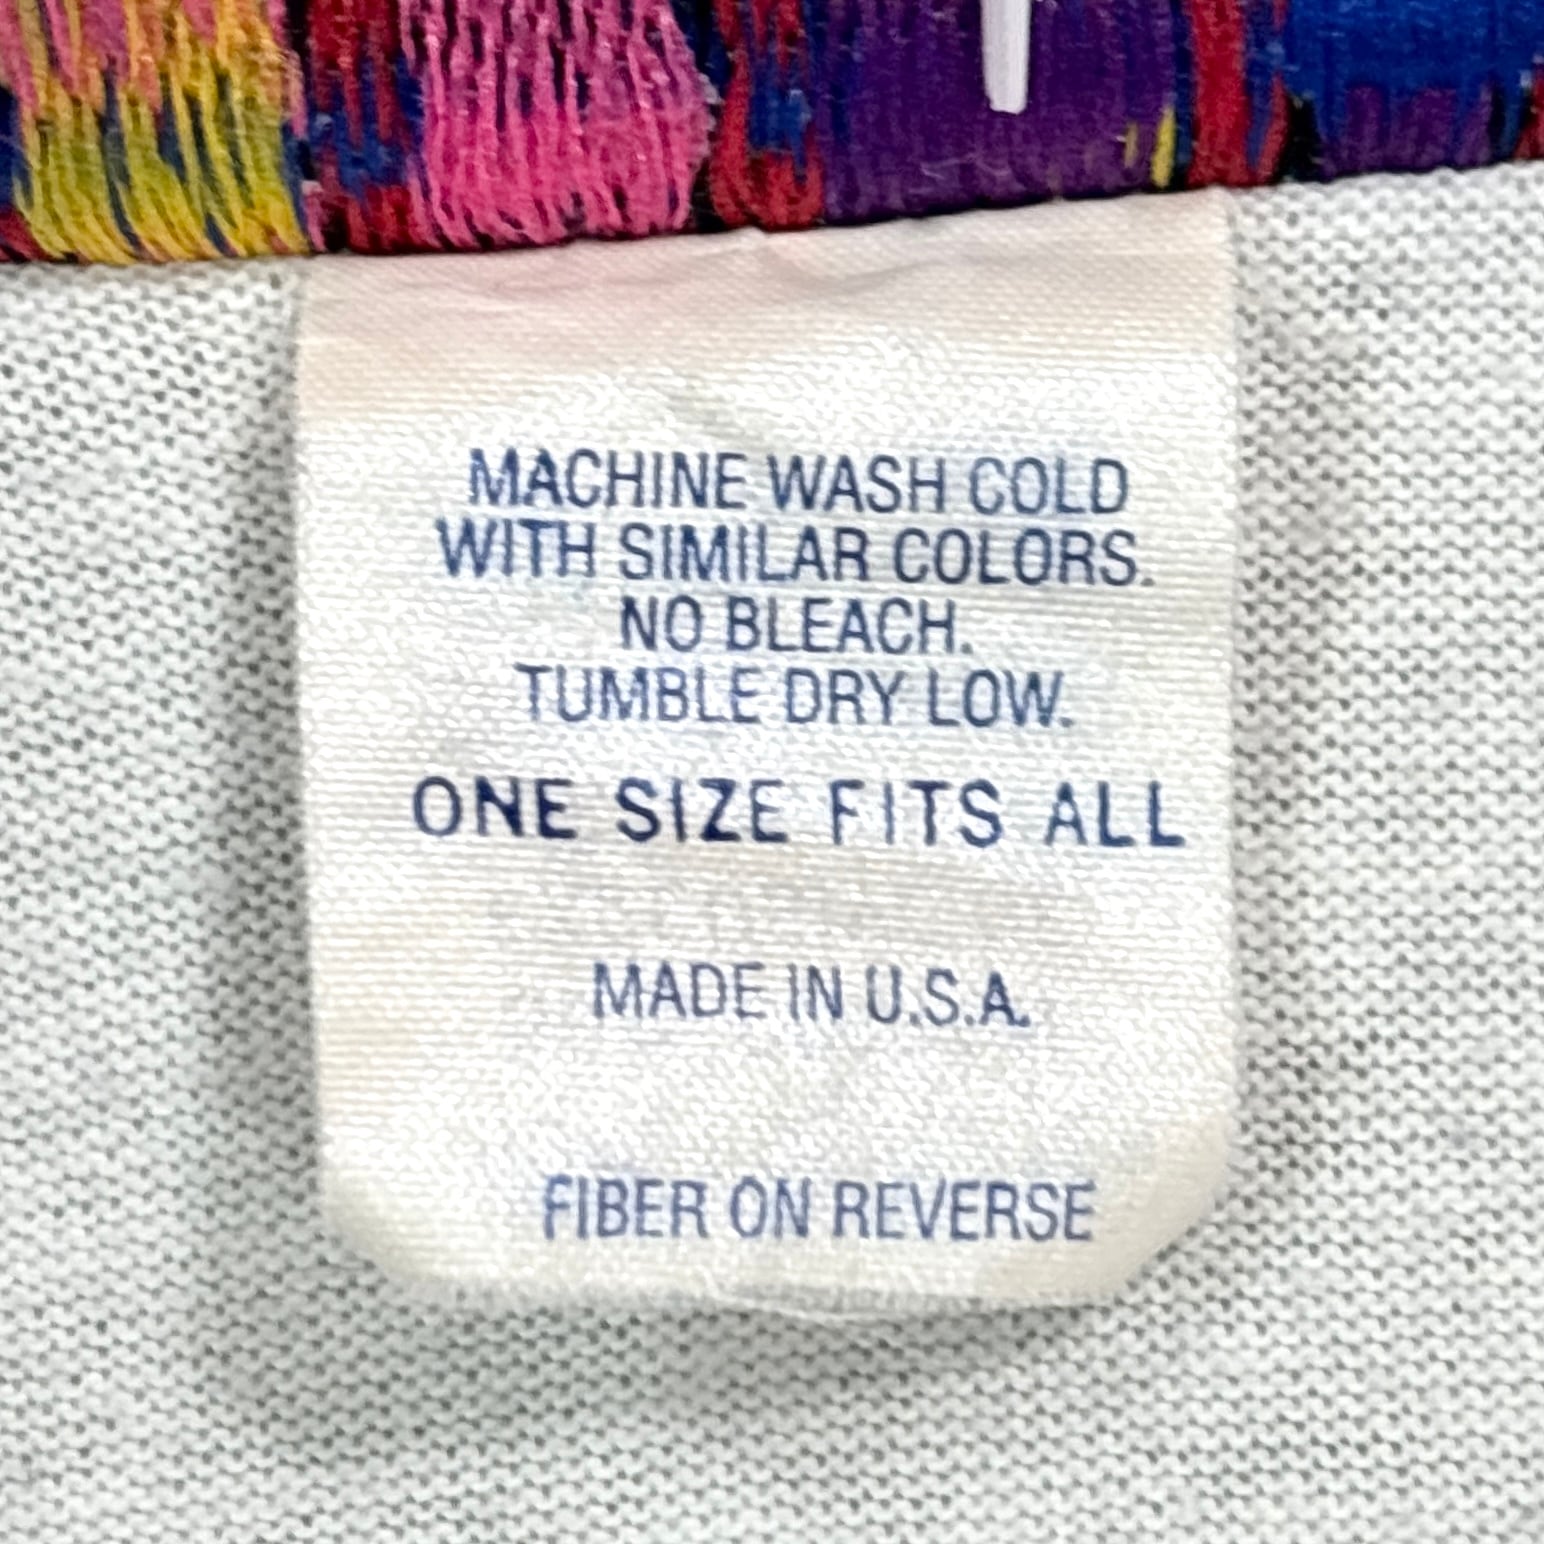 MACHINE WASH COLD
WITH SIMILAR COLORS.
NO BLEACH.
TUMBLE DRY LOW.
ONE SIZE FITS ALL
MADE IN U.S.A.
FIBER ON REVERSE